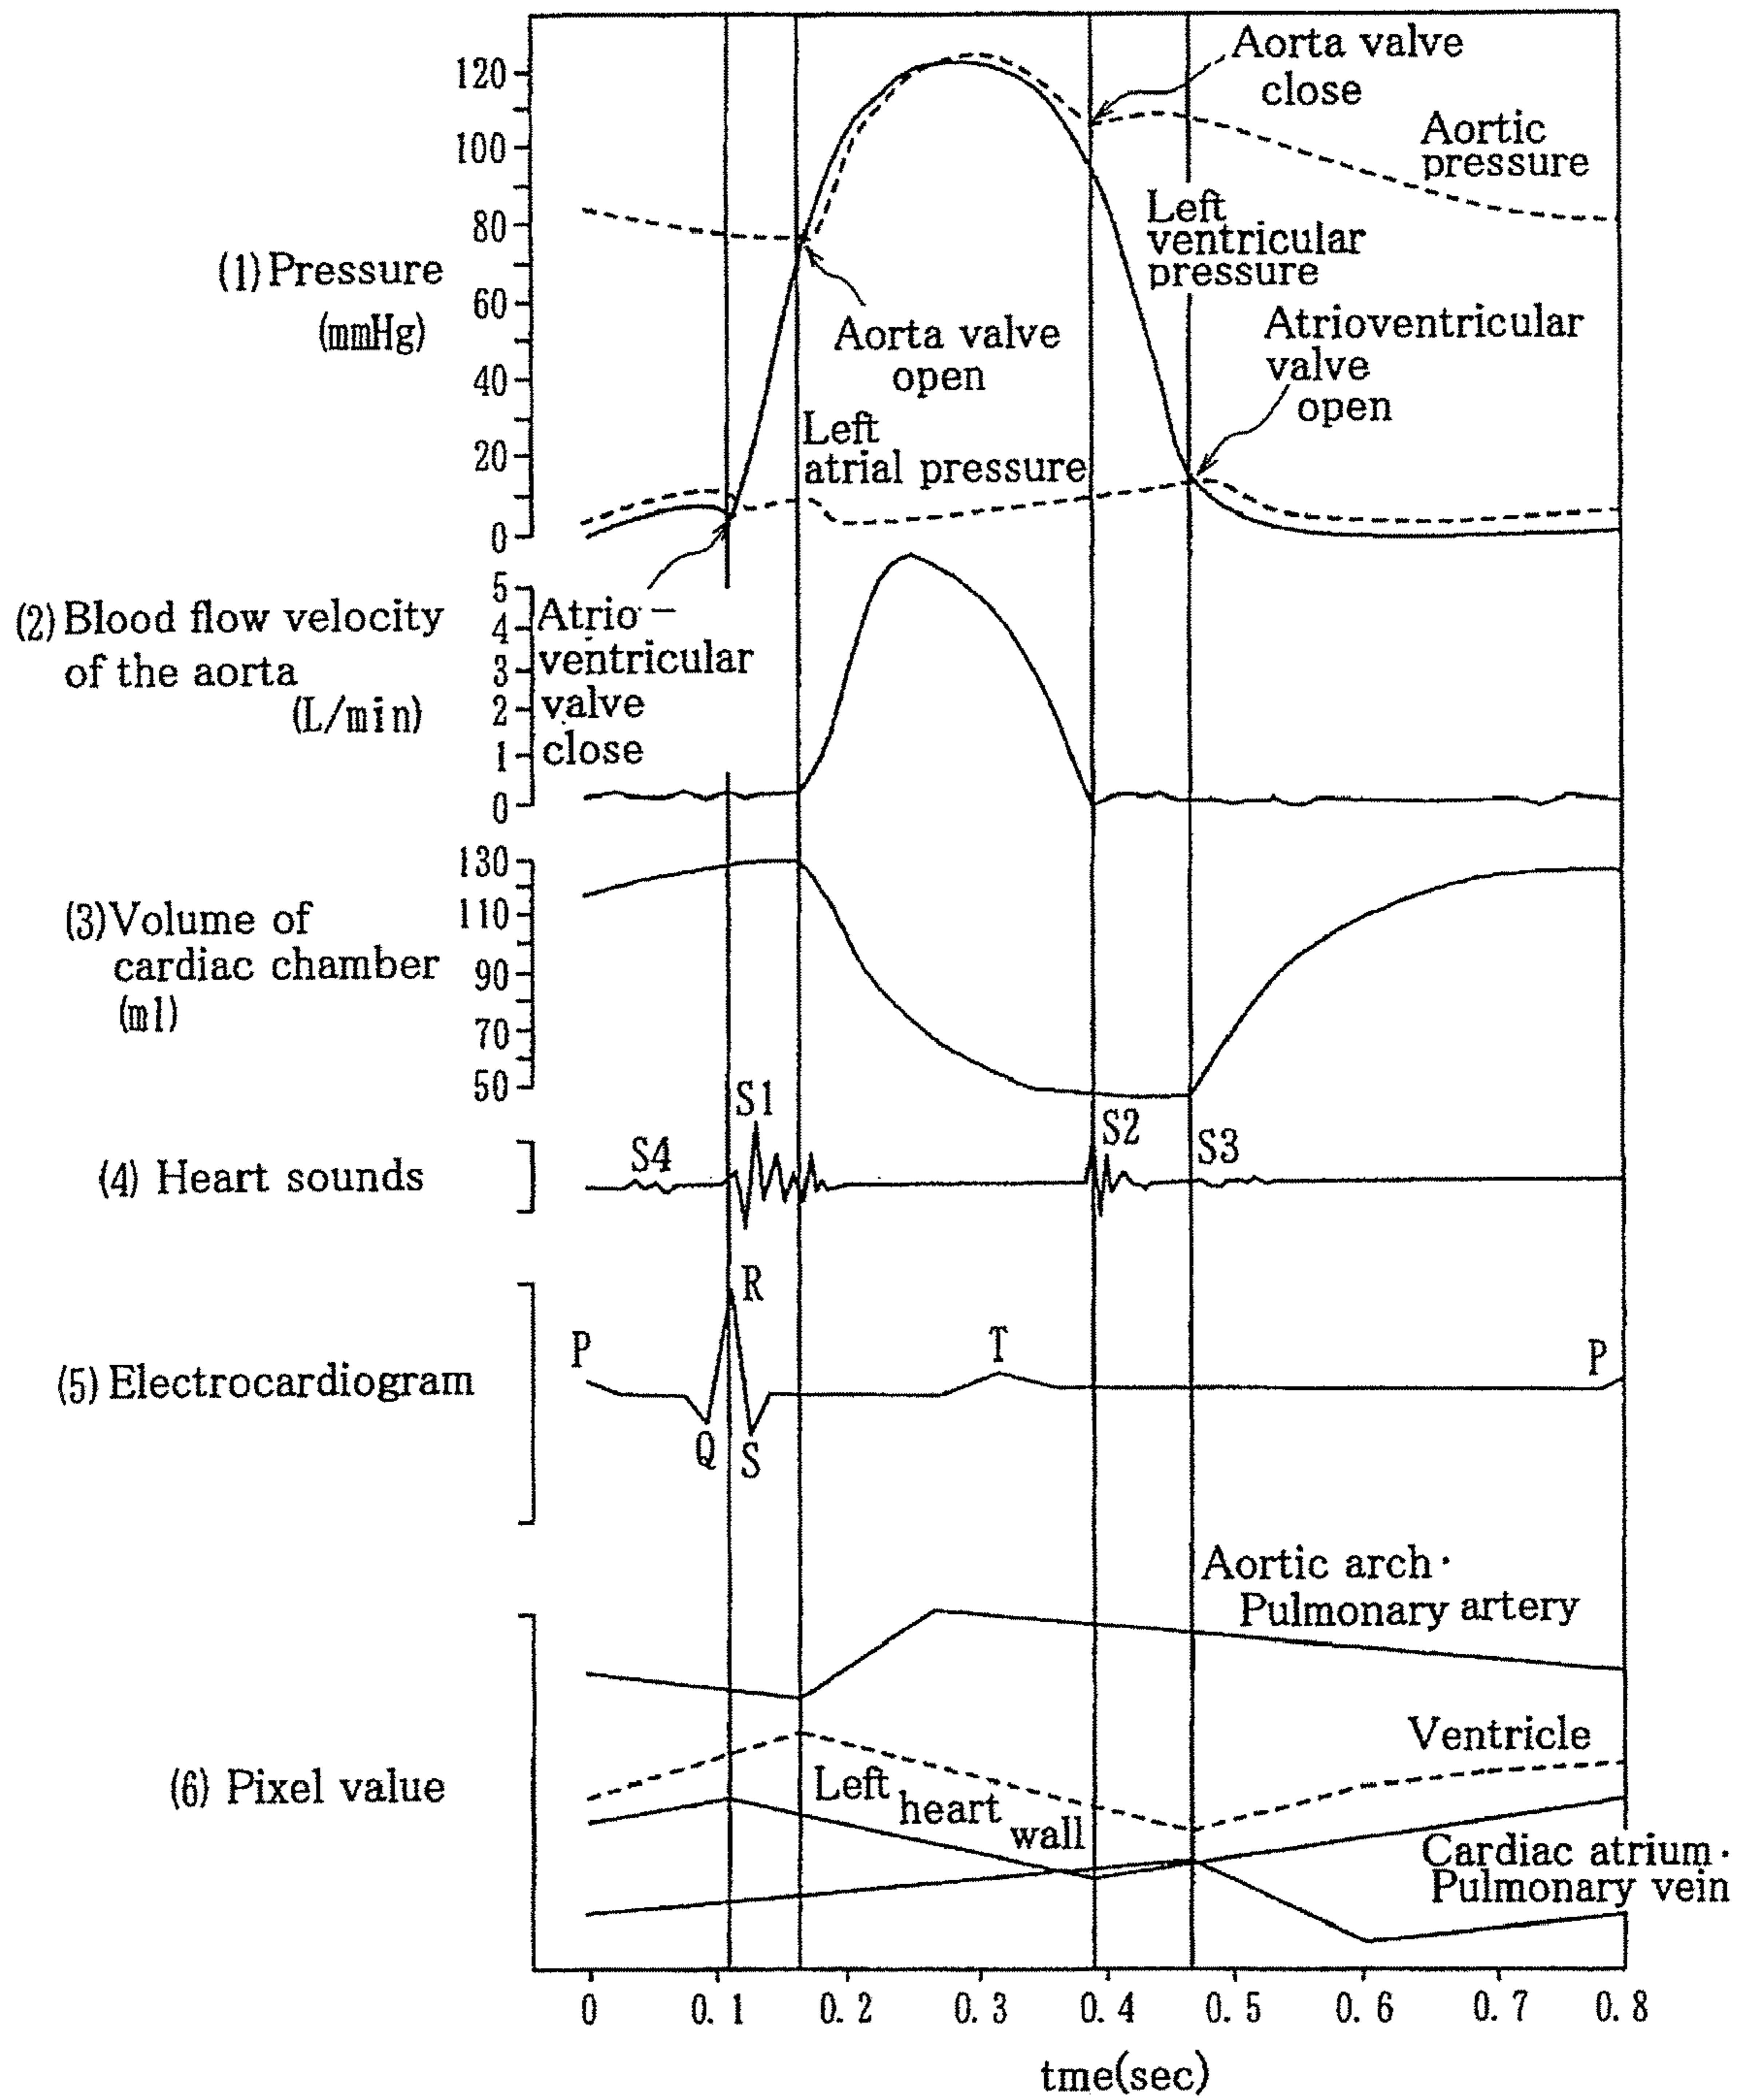 120
100
80
60
40
20
0
(1) Pressure
(mmHg)
Aorta valve
close
Aortic
pressure
Left
ventricular
pressure
Aorta valve
open
Atrioventricular
valve
open
Left
atrial pressure
(2) Blood flow velocity
of the aorta
(L/min)
5
4
3
2
1
0
Atrio-
ventricular
valve
close
(3) Volume of
cardiac chamber
(ml)
130
110
90
70
50
(4) Heart sounds
S4
S1
S2
S3
(5) Electrocardiogram
P
Q
R
S
T
P
(6) Pixel value
Aortic arch·
Pulmonary artery
Ventricle
Left heart wall
Cardiac atrium·
Pulmonary vein
0 0.1 0.2 0.3 0.4 0.5 0.6 0.7 0.8
tme(sec)